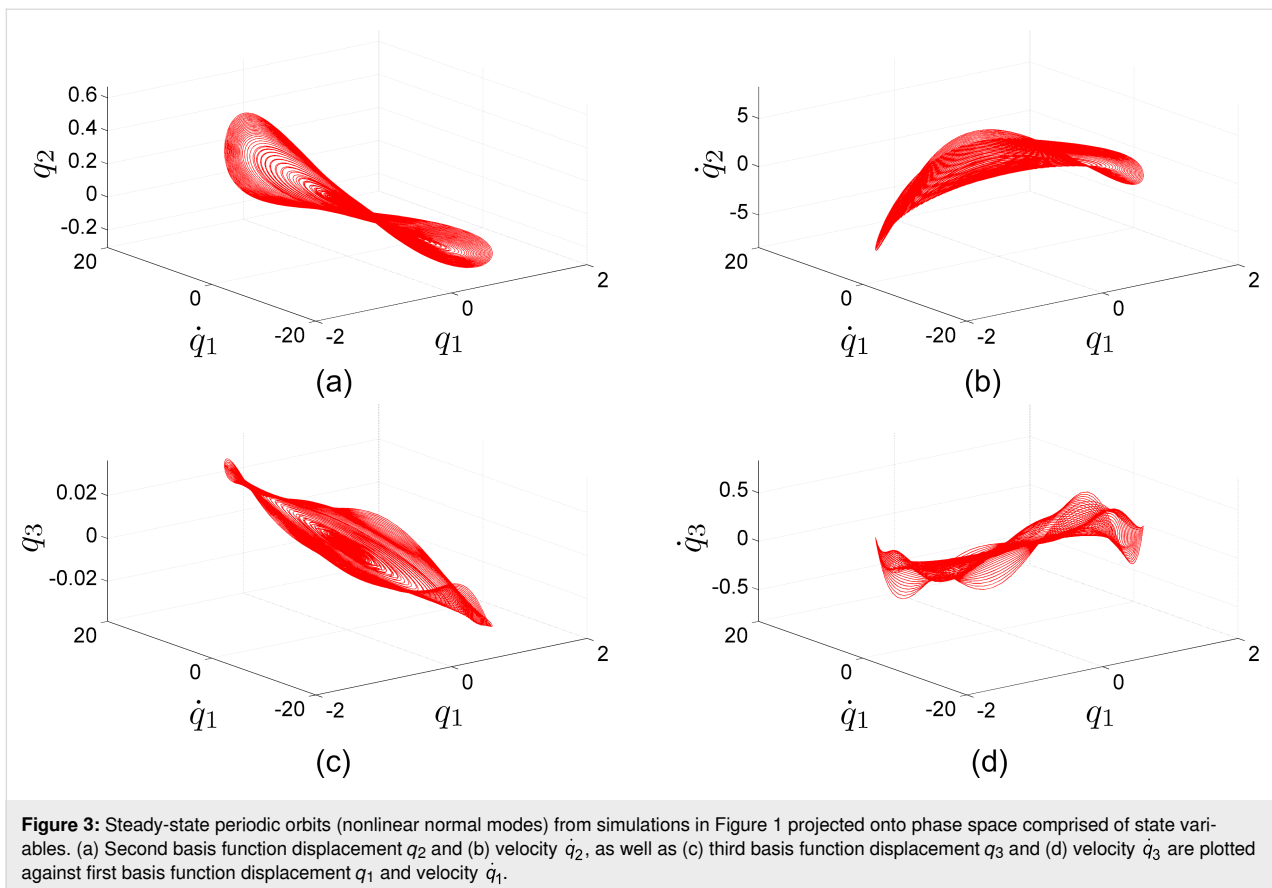 0.6
0.4
0.2
0
-0.2
q₂
20
0
-20
q̇₁
-2
0
2
q₁
(a)
5
0
-5
q̇₂
20
0
-20
q̇₁
-2
0
2
q₁
(b)
0.02
0
-0.02
q₃
20
0
-20
q̇₁
-2
0
2
q₁
(c)
0.5
0
-0.5
q̇₃
20
0
-20
q̇₁
-2
0
2
q₁
(d)
Figure 3: Steady-state periodic orbits (nonlinear normal modes) from simulations in Figure 1 projected onto phase space comprised of state vari-
ables. (a) Second basis function displacement q₂ and (b) velocity q̇₂, as well as (c) third basis function displacement q₃ and (d) velocity q̇₃ are plotted
against first basis function displacement q₁ and velocity q̇₁.